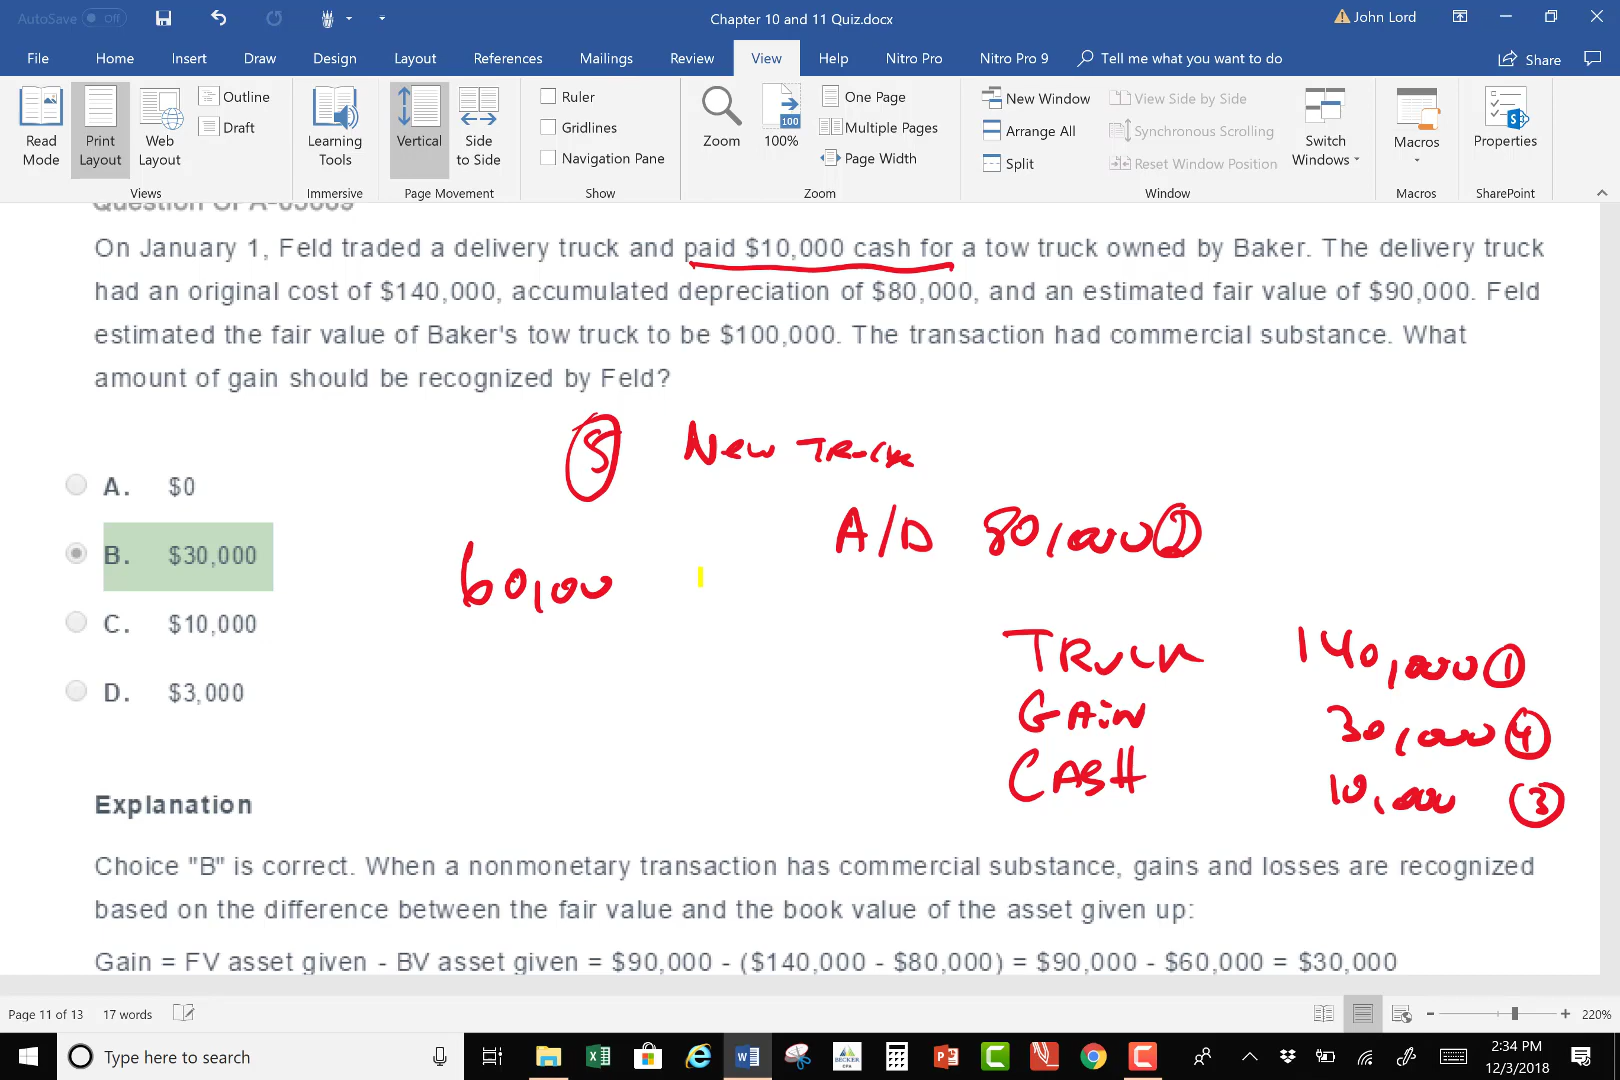 AutoSave Off
Chapter 10 and 11 Quiz.docx
John Lord
File Home Insert Draw Design Layout References Mailings Review View Help Nitro Pro Nitro Pro 9 Tell me what you want to do Share
Read Mode
Print Layout
Web Layout
Outline
Draft
Views
Learning Tools
Immersive
Vertical
Side to Side
Page Movement
Ruler
Gridlines
Navigation Pane
Show
Zoom
100
100%
One Page
Multiple Pages
Page Width
Zoom
New Window
Arrange All
Split
View Side by Side
Synchronous Scrolling
Reset Window Position
Switch Windows
Window
Macros
Macros
Properties
SharePoint
Question CPA-05009
On January 1, Feld traded a delivery truck and paid $10,000 cash for a tow truck owned by Baker. The delivery truck
had an original cost of $140,000, accumulated depreciation of $80,000, and an estimated fair value of $90,000. Feld
estimated the fair value of Baker's tow truck to be $100,000. The transaction had commercial substance. What
amount of gain should be recognized by Feld?
5 New Truck
A. $0
A/D 80,000 2
B. $30,000
60,00
C. $10,000
Truck 140,000 1
D. $3,000
Gain 30,000 4
Cash 10,000 3
Explanation
Choice "B" is correct. When a nonmonetary transaction has commercial substance, gains and losses are recognized
based on the difference between the fair value and the book value of the asset given up:
Gain = FV asset given - BV asset given = $90,000 - ($140,000 - $80,000) = $90,000 - $60,000 = $30,000
Page 11 of 13 17 words
220%
Type here to search
BECKER
2:34 PM
12/3/2018